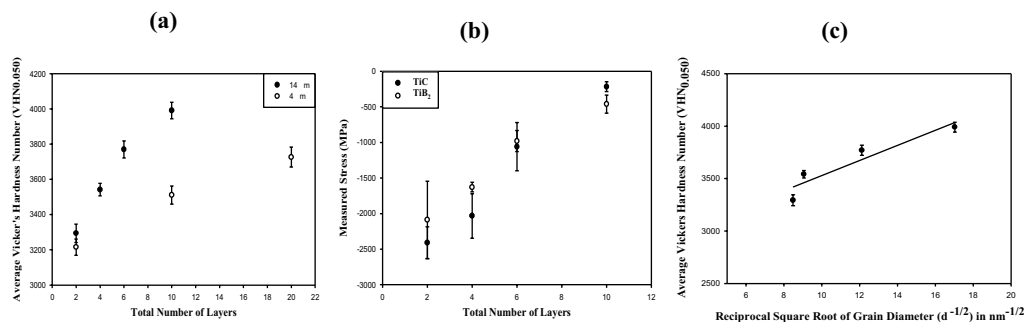 (a)
(b)
(c)
Average Vicker's Hardness Number (VHN0.050)
4200
4000
3800
3600
3400
3200
3000
14 m
4 m
0 2 4 6 8 10 12 14 16 18 20 22
Total Number of Layers
Measured Stress (MPa)
0
-500
-1000
-1500
-2000
-2500
-3000
TiC
TiB2
0 2 4 6 8 10 12
Total Number of Layers
Average Vickers Hardness Number (VHN0.050)
4500
4000
3500
3000
2500
6 8 10 12 14 16 18 20
Reciprocal Square Root of Grain Diameter (d -1/2) in nm-1/2